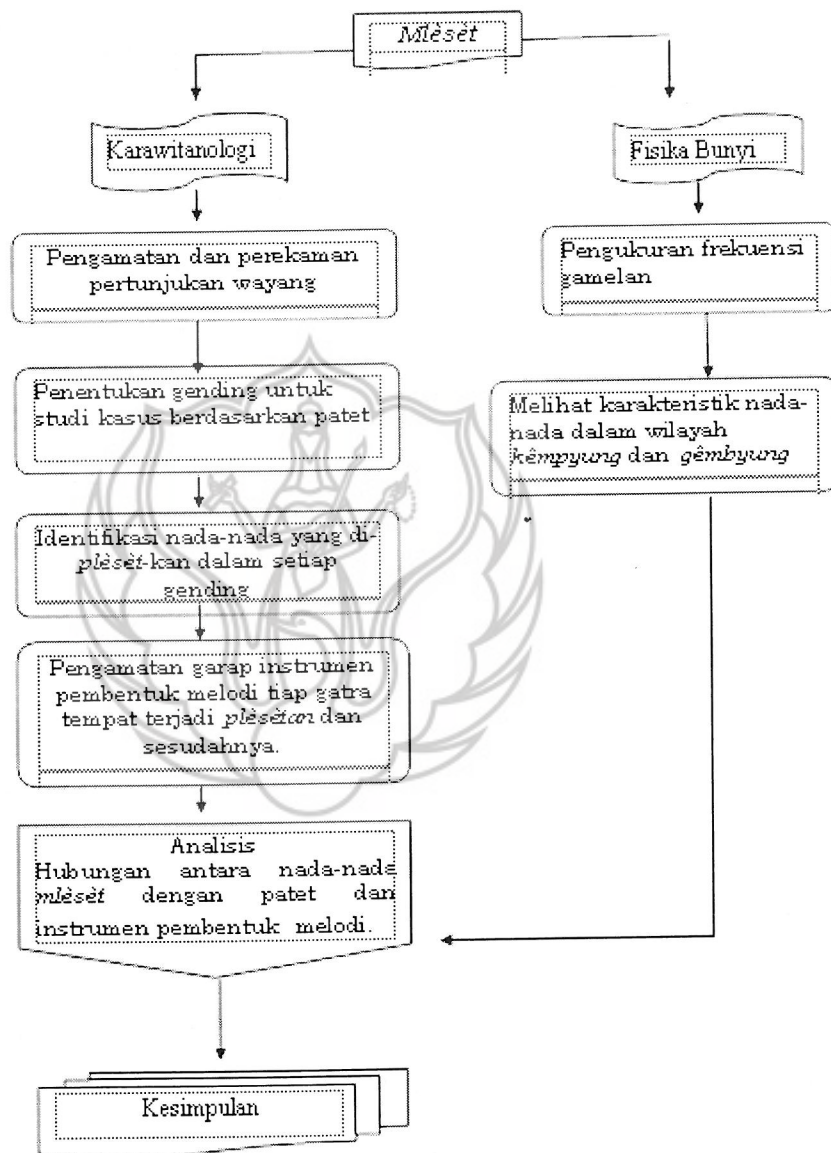 Mlèsèt
Karawitanologi
Fisika Bunyi
Pengamatan dan perekaman
pertunjukan wayang
Pengukuran frekuensi
gamelan
Penentukan gending untuk
studi kasus berdasarkan patet
Melihat karakteristik nada-
nada dalam wilayah
kêmpyung dan gêmbyung
Identifikasi nada-nada yang di-
plèsèt-kan dalam setiap
gending
Pengamatan garap instrumen
pembentuk melodi tiap gatra
tempat terjadi plèsètan dan
sesudahnya.
Analisis
Hubungan antara nada-nada
mlèsèt dengan patet dan
instrumen pembentuk melodi.
Kesimpulan